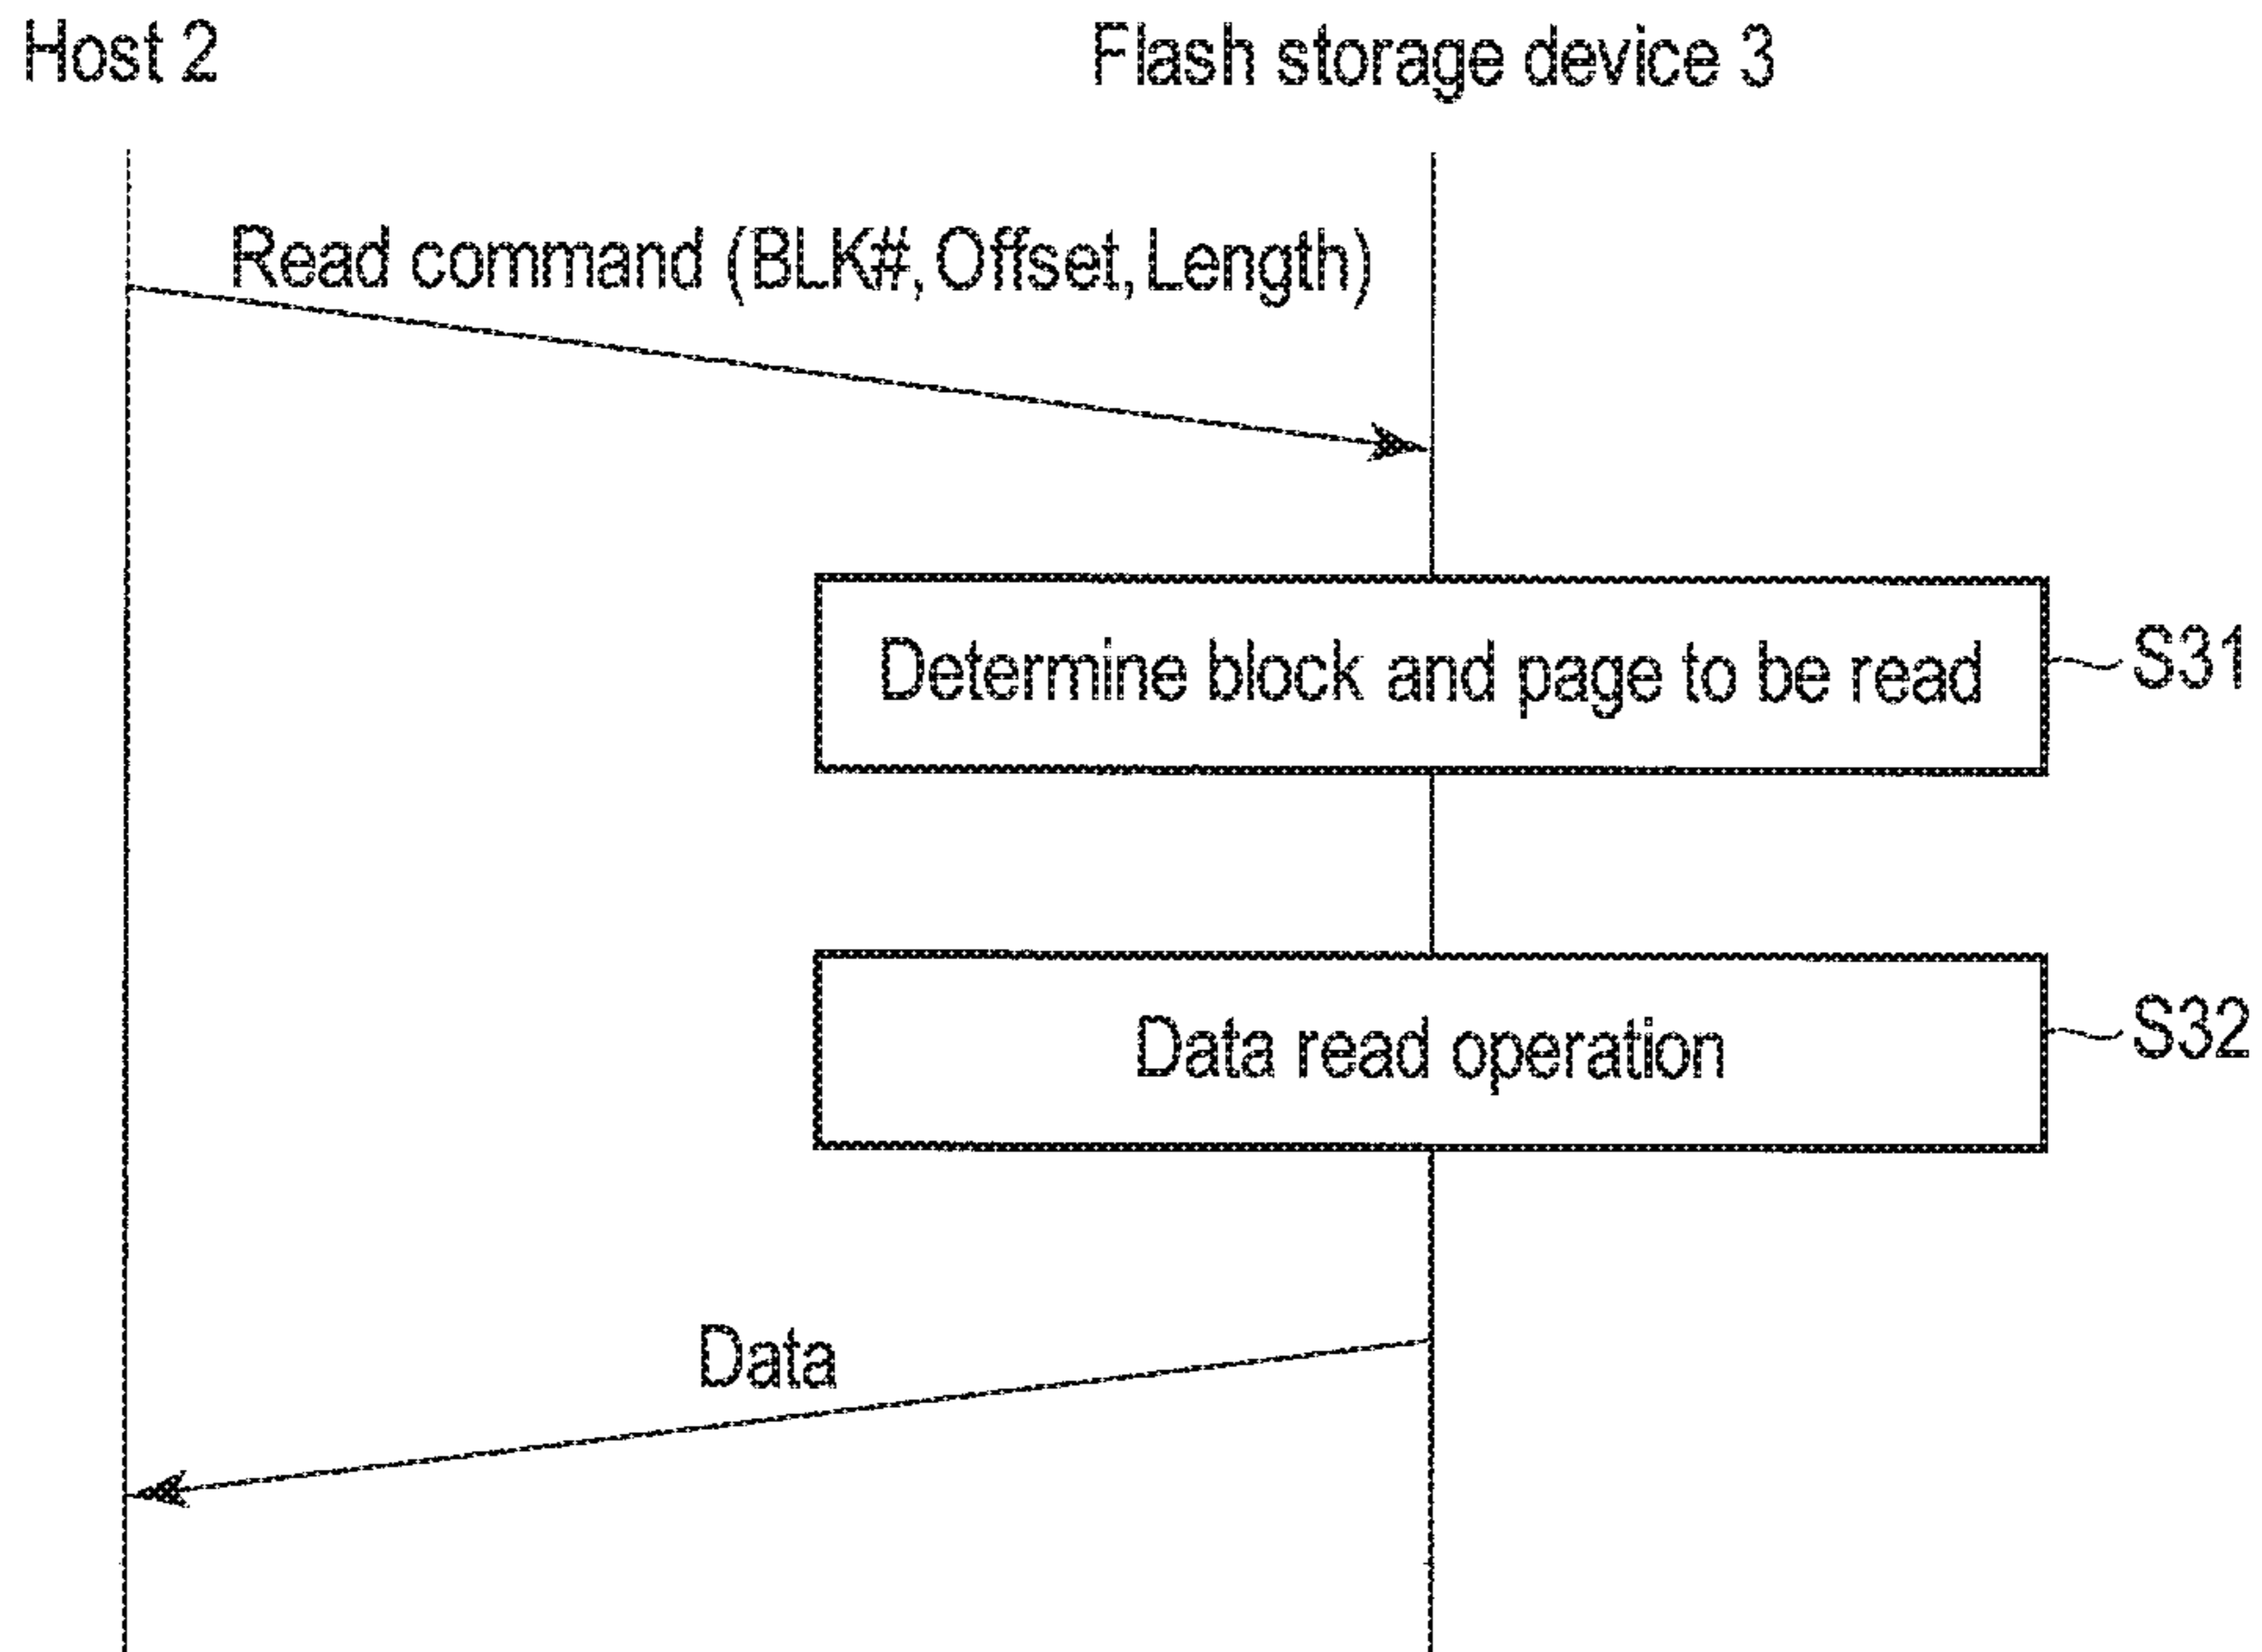 Host 2
Flash storage device 3
Read command (BLK#, Offset, Length)
Determine block and page to be read
S31
Data read operation
S32
Data